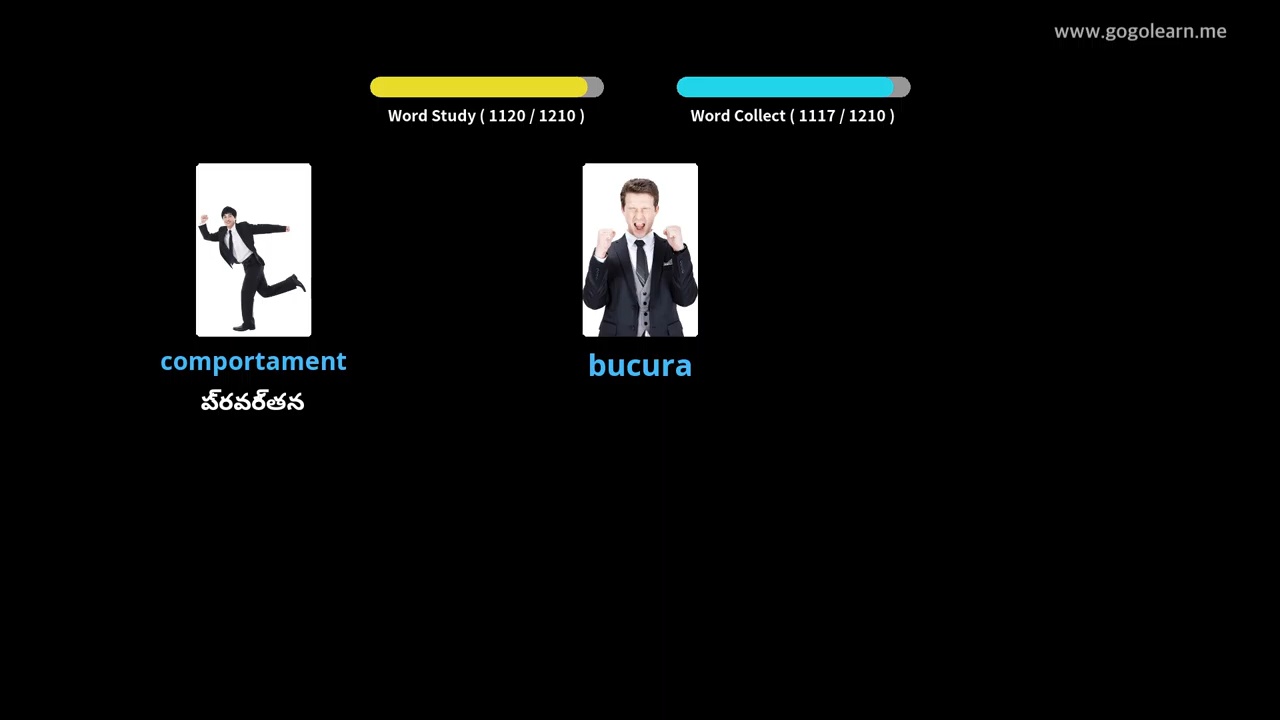 www.gogolearn.me
Word Study ( 1120 / 1210 )
Word Collect ( 1117 / 1210 )
comportament
ప్రవర్తన
bucura